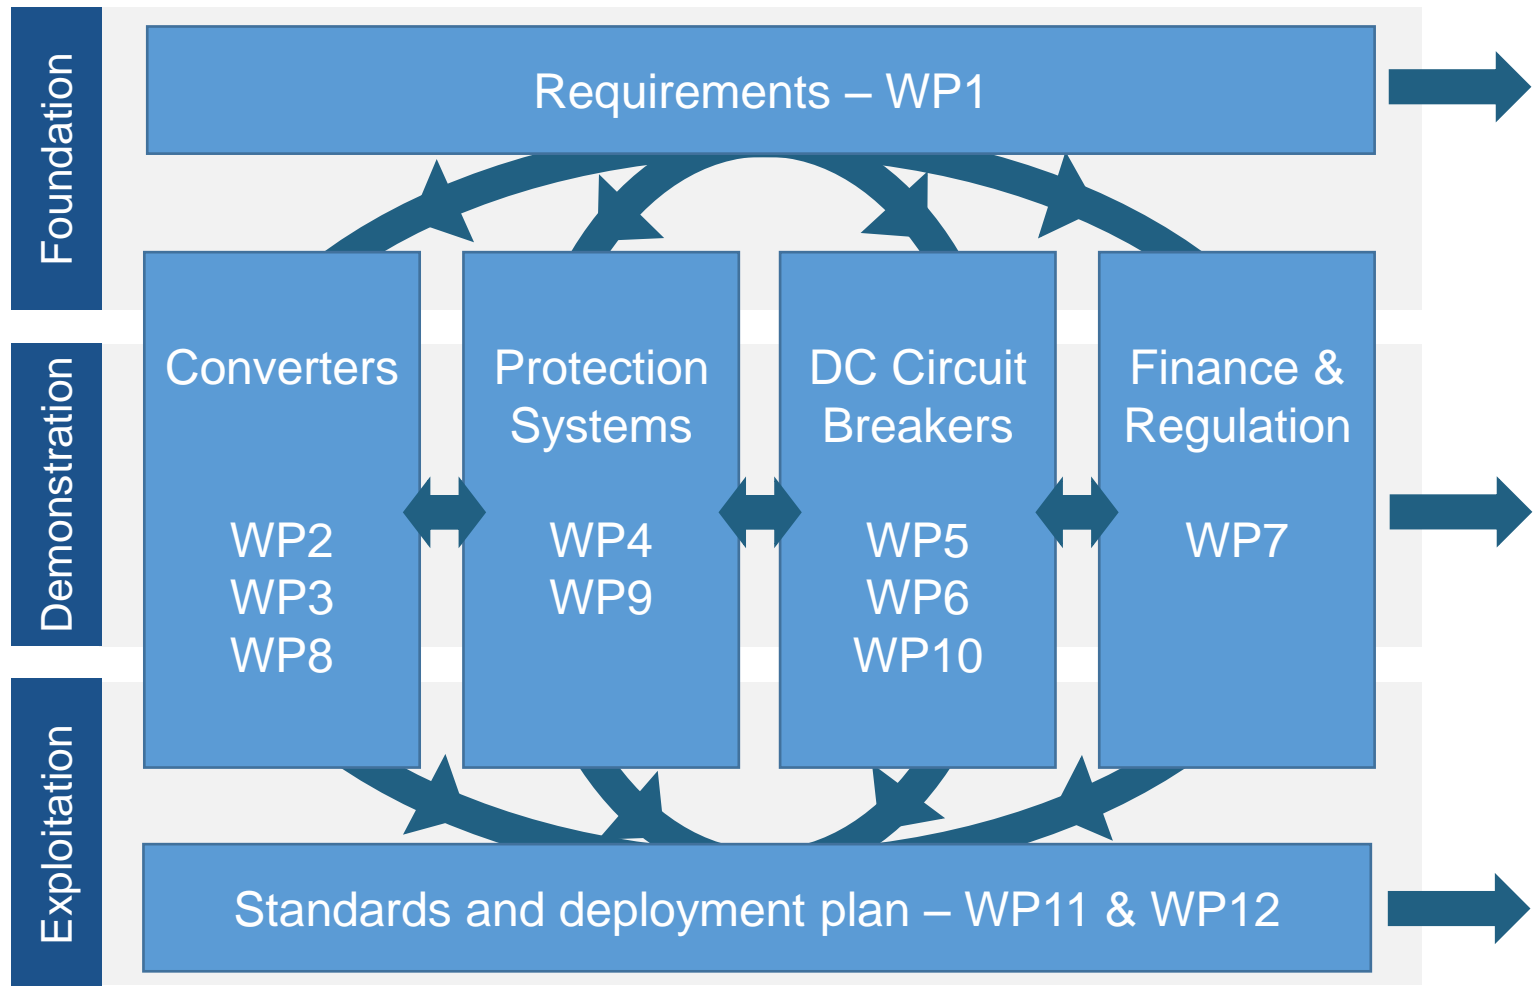 Foundation
Requirements – WP1
Demonstration
Converters
WP2
WP3
WP8
Protection
Systems
WP4
WP9
DC Circuit
Breakers
WP5
WP6
WP10
Finance &
Regulation
WP7
Exploitation
Standards and deployment plan – WP11 & WP12